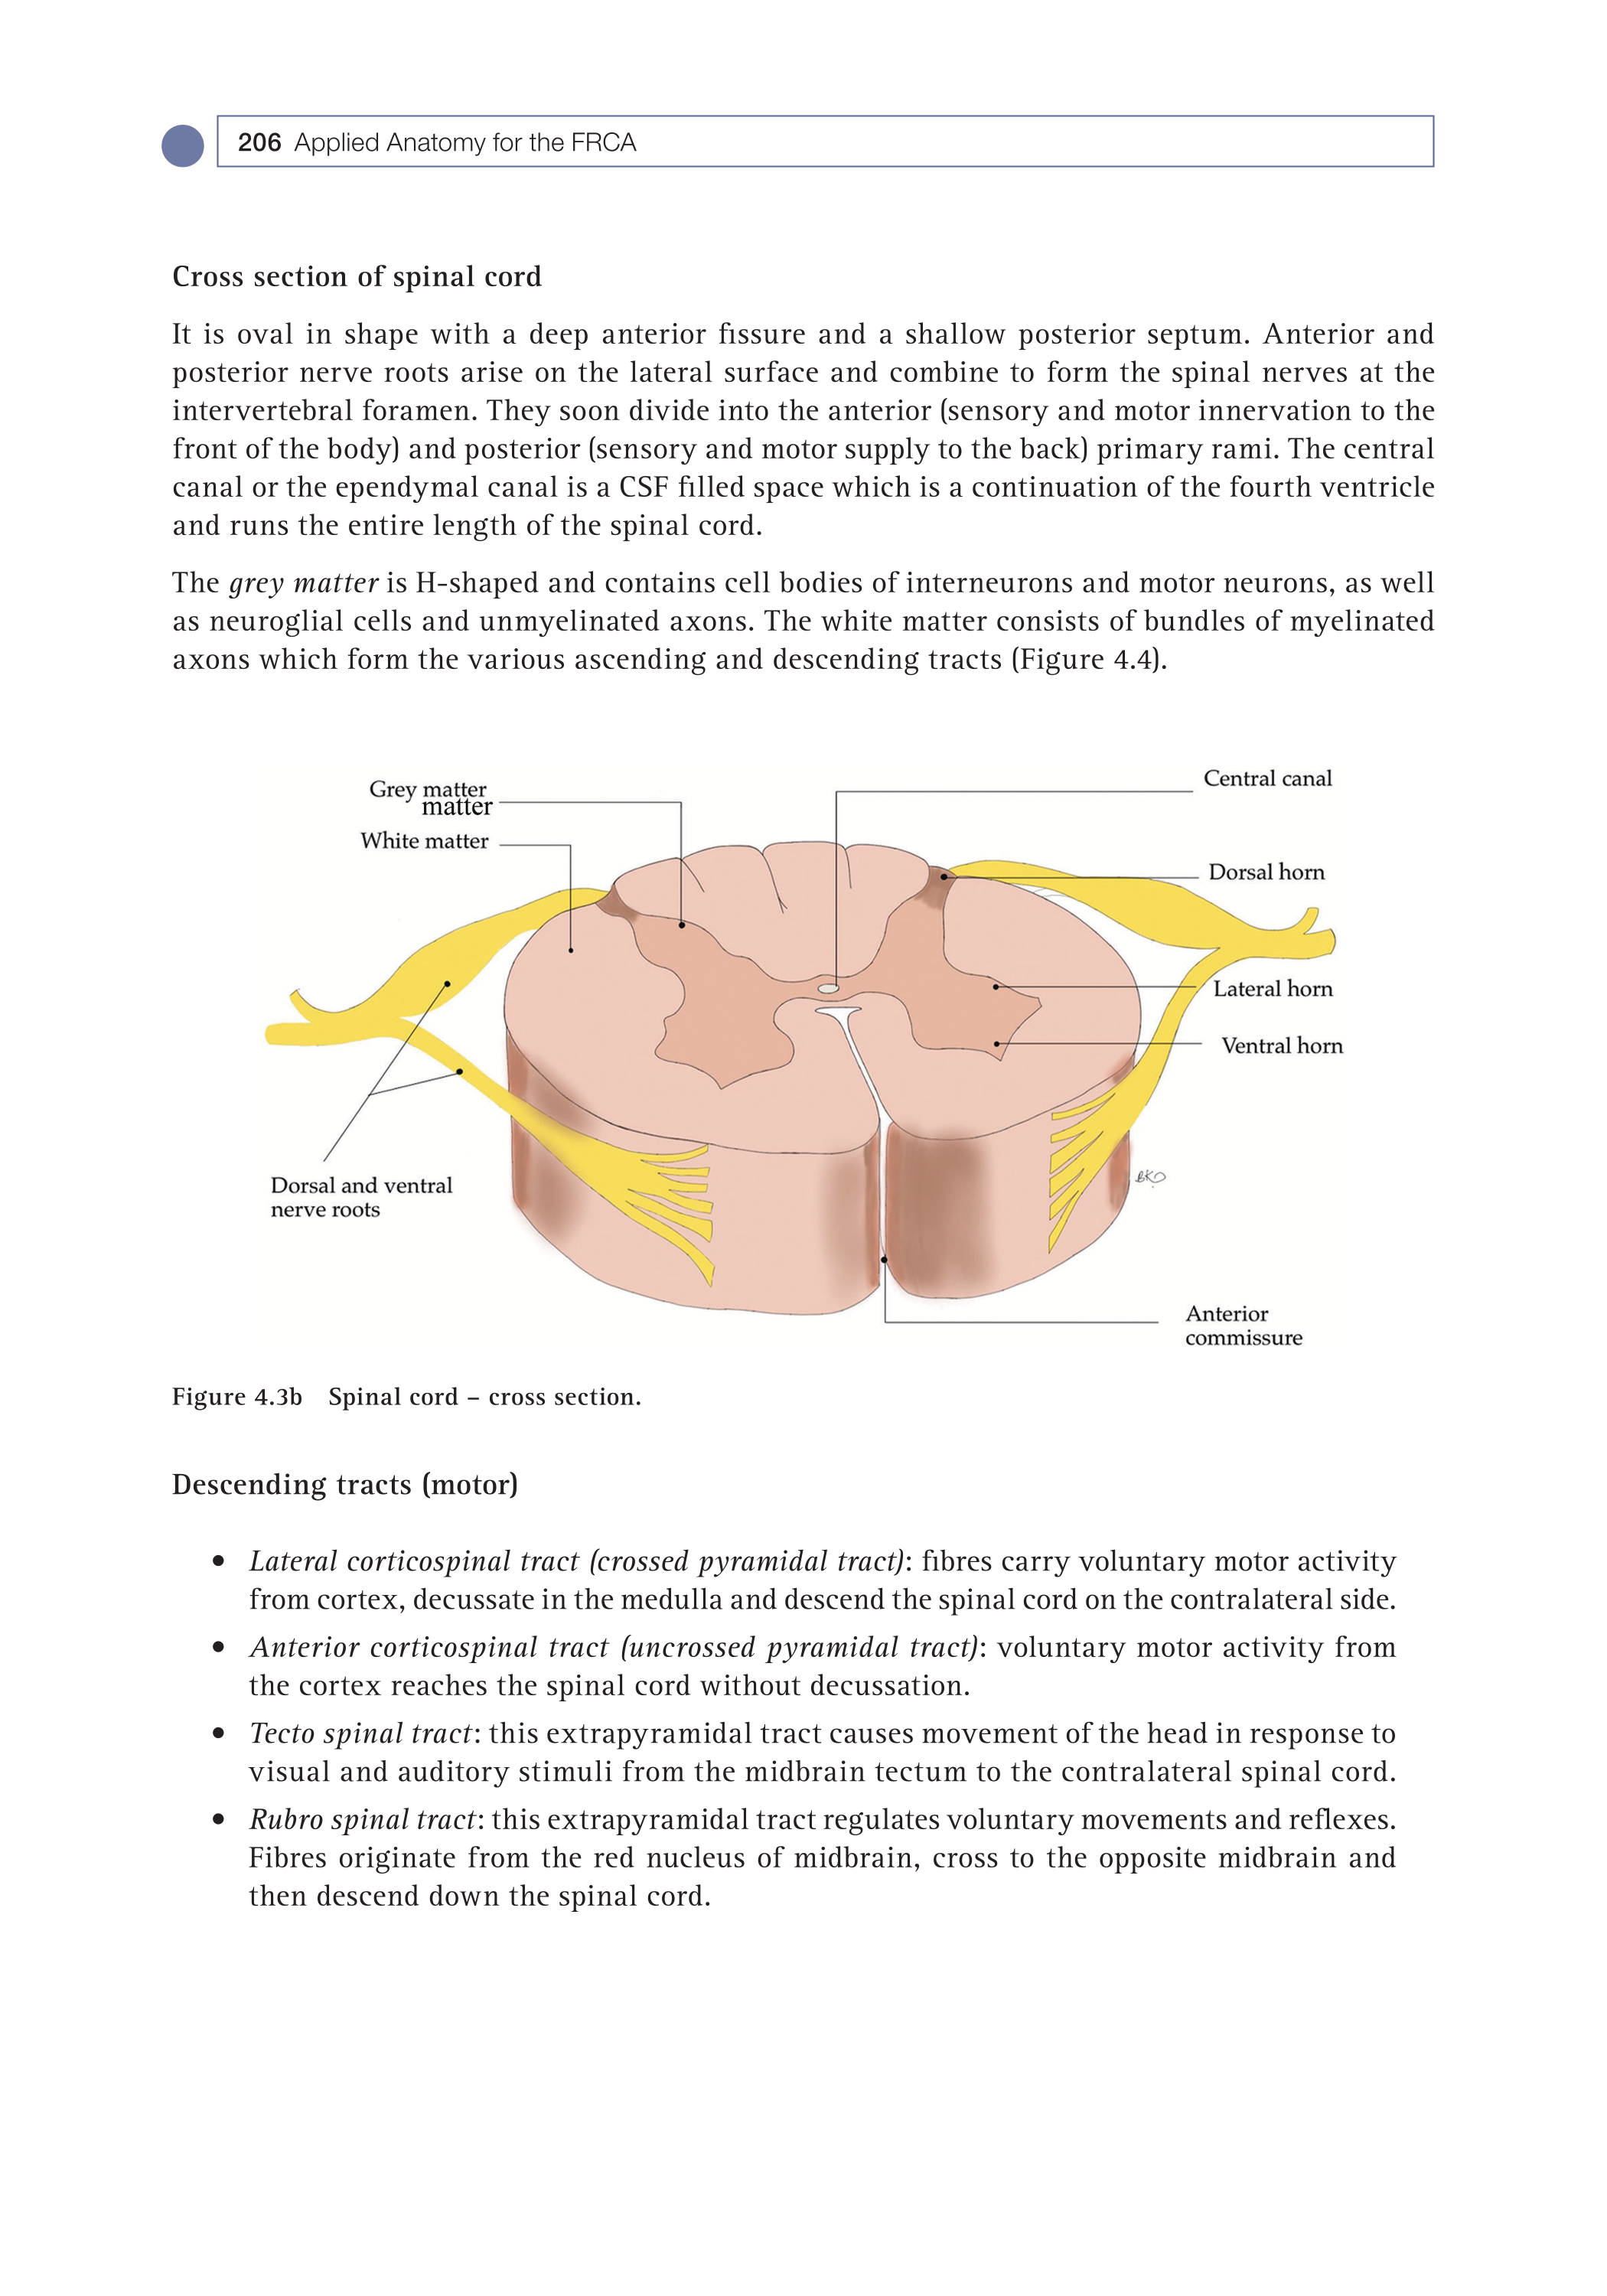 206 Applied Anatomy for the FRCA
Cross section of spinal cord
It is oval in shape with a deep anterior fissure and a shallow posterior septum. Anterior and
posterior nerve roots arise on the lateral surface and combine to form the spinal nerves at the
intervertebral foramen. They soon divide into the anterior (sensory and motor innervation to the
front of the body) and posterior (sensory and motor supply to the back) primary rami. The central
canal or the ependymal canal is a CSF filled space which is a continuation of the fourth ventricle
and runs the entire length of the spinal cord.
The grey matter is H-shaped and contains cell bodies of interneurons and motor neurons, as well
as neuroglial cells and unmyelinated axons. The white matter consists of bundles of myelinated
axons which form the various ascending and descending tracts (Figure 4.4).
Grey matter
matter
White matter
Central canal
Dorsal horn
Lateral horn
Ventral horn
Dorsal and ventral
nerve roots
BKO
Anterior
commissure
Figure 4.3b Spinal cord – cross section.
Descending tracts (motor)
• Lateral corticospinal tract (crossed pyramidal tract): fibres carry voluntary motor activity
from cortex, decussate in the medulla and descend the spinal cord on the contralateral side.
• Anterior corticospinal tract (uncrossed pyramidal tract): voluntary motor activity from
the cortex reaches the spinal cord without decussation.
• Tecto spinal tract: this extrapyramidal tract causes movement of the head in response to
visual and auditory stimuli from the midbrain tectum to the contralateral spinal cord.
• Rubro spinal tract: this extrapyramidal tract regulates voluntary movements and reflexes.
Fibres originate from the red nucleus of midbrain, cross to the opposite midbrain and
then descend down the spinal cord.